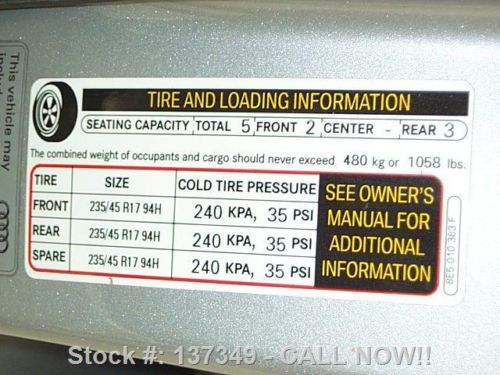 TIRE AND LOADING INFORMATION
SEATING CAPACITY TOTAL 5 FRONT 2 CENTER - REAR 3
The combined weight of occupants and cargo should never exceed 480 kg or 1058 lbs.
TIRE SIZE COLD TIRE PRESSURE
FRONT 235/45 R17 94H 240 KPA, 35 PSI
REAR 235/45 R17 94H 240 KPA, 35 PSI
SPARE 235/45 R17 94H 240 KPA, 35 PSI
SEE OWNER'S
MANUAL FOR
ADDITIONAL
INFORMATION
8E5 010 383 F
This vehicle may
Stock #: 137349 - CALL NOW!!